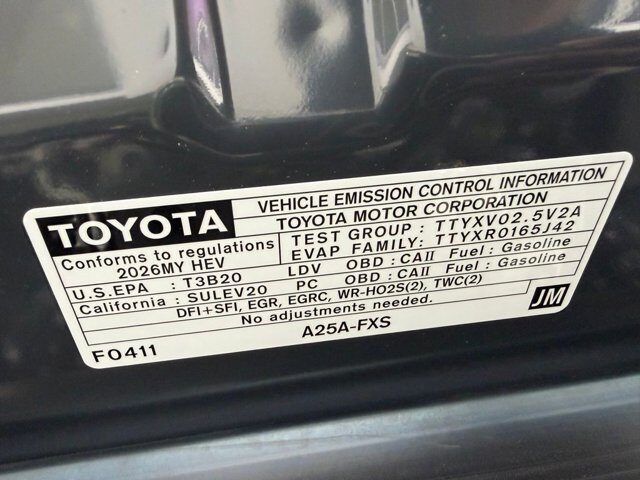 TOYOTA
VEHICLE EMISSION CONTROL INFORMATION
TOYOTA MOTOR CORPORATION
Conforms to regulations
2026MY HEV
TEST GROUP : TTYXV02.5V2A
EVAP FAMILY: TTYXR0165J42
U.S.EPA : T3B20 LDV OBD : CAII Fuel : Gasoline
California : SULEV20 PC OBD : CAII Fuel : Gasoline
DFI+SFI, EGR, EGRC, WR-HO2S(2), TWC(2)
No adjustments needed.
JM
F0411
A25A-FXS